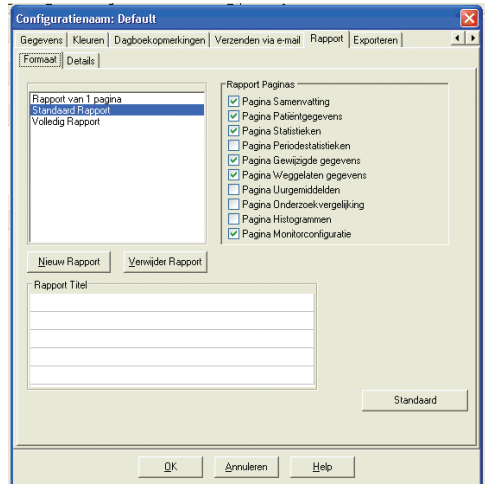 Configuratienaam: Default
Gegevens Kleuren Dagboekopmerkingen Verzenden via e-mail Rapport Exporteren
Formaat Details
Rapport van 1 pagina
Standaard Rapport
Volledig Rapport
Rapport Paginas
Pagina Samenvatting
Pagina Patiëntgegevens
Pagina Statistieken
Pagina Periodestatistieken
Pagina Gewijzigde gegevens
Pagina Weggelaten gegevens
Pagina Uurgemiddelden
Pagina Onderzoekvergelijking
Pagina Histogrammen
Pagina Monitorconfiguratie
Nieuw Rapport Verwijder Rapport
Rapport Titel
Standaard
OK Annuleren Help